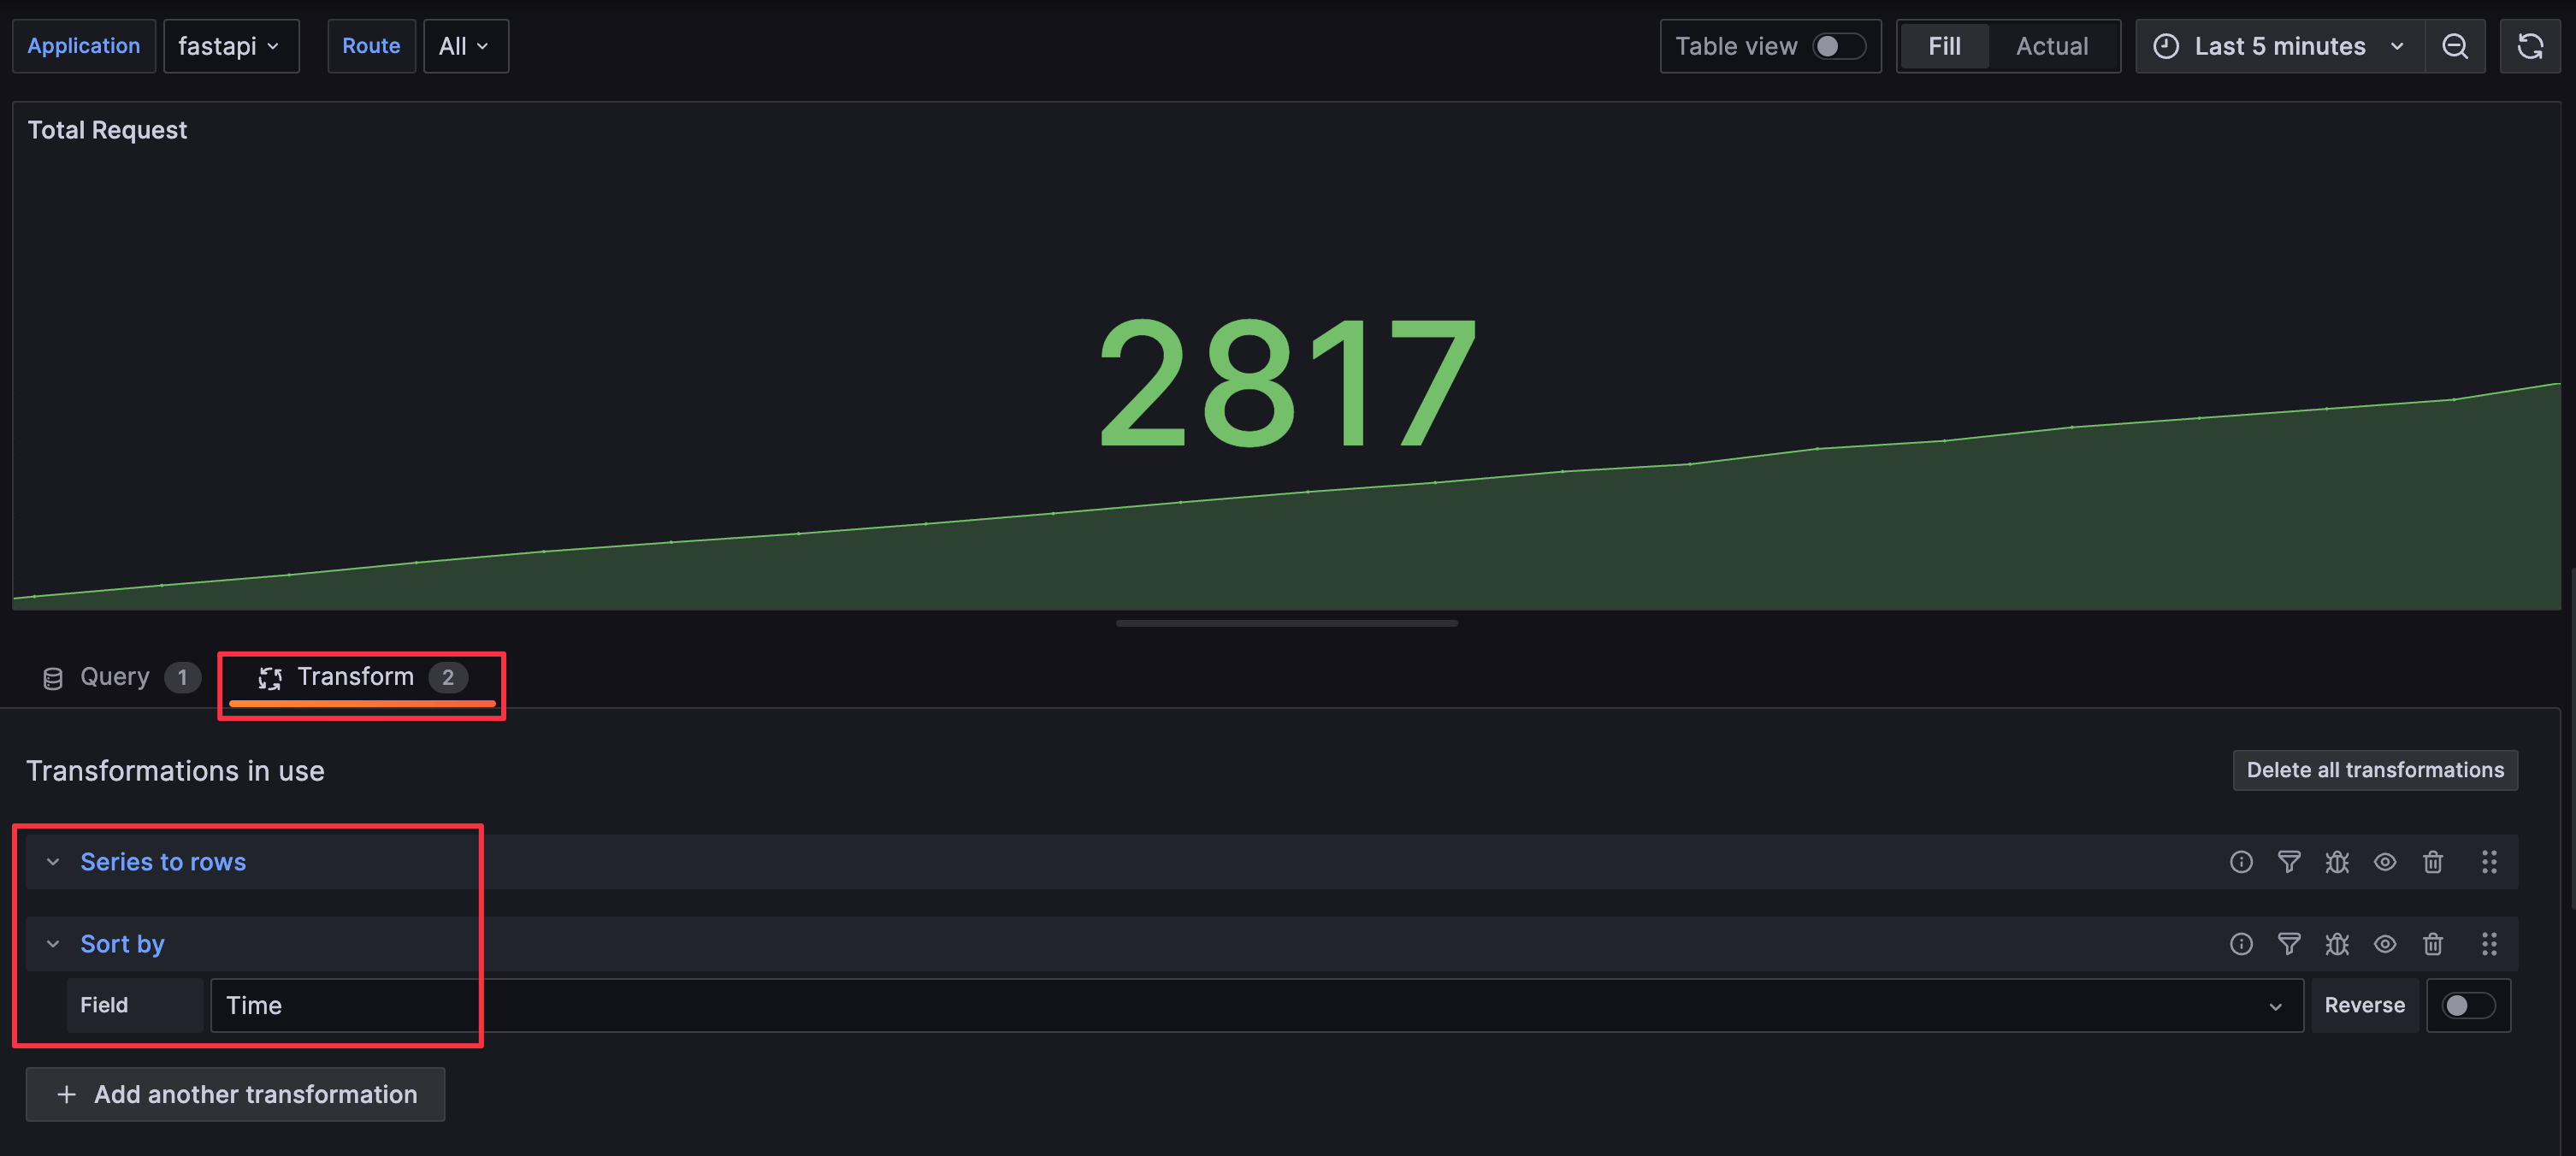 Application fastapi Route All Table view Fill Actual Last 5 minutes
Total Request
2817
Query 1 Transform 2
Transformations in use Delete all transformations
Series to rows
Sort by
Field Time Reverse
+ Add another transformation